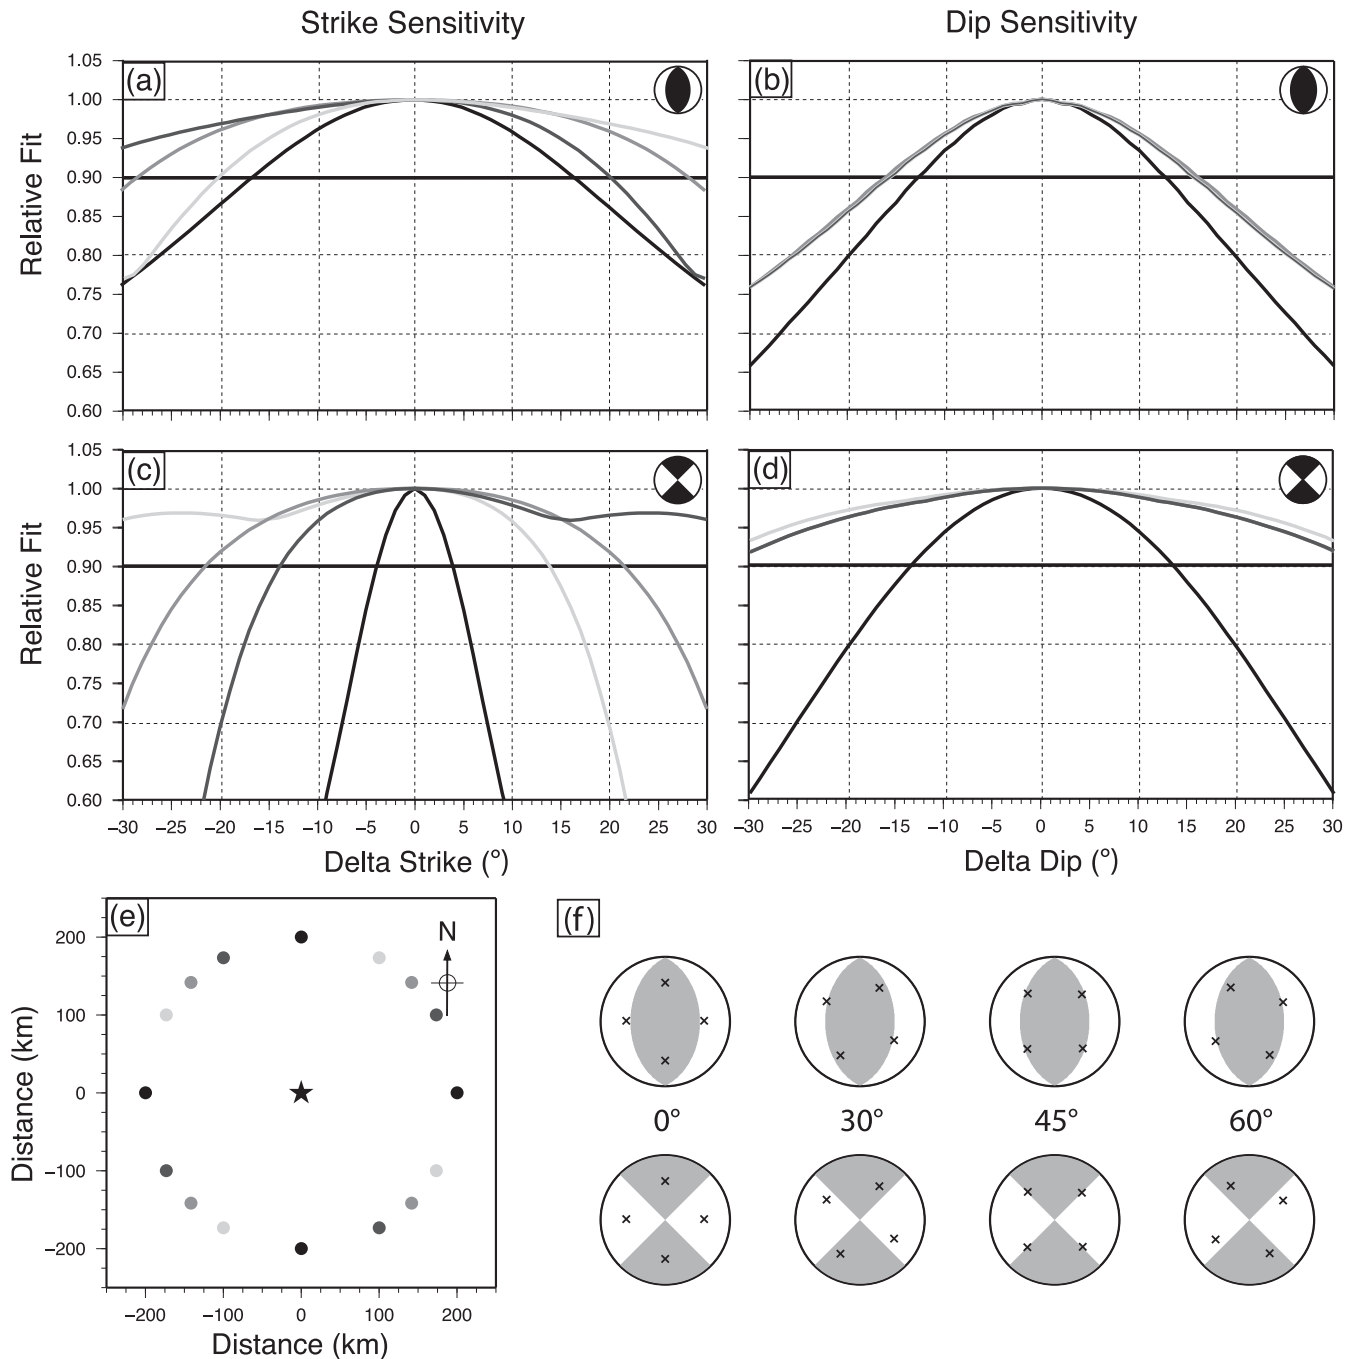 Strike Sensitivity
Dip Sensitivity
(a)
1.05
1.00
0.95
0.90
0.85
0.80
0.75
0.70
0.65
0.60
Relative Fit
(b)
(c)
1.05
1.00
0.95
0.90
0.85
0.80
0.75
0.70
0.65
0.60
Relative Fit
−30 −25 −20 −15 −10 −5 0 5 10 15 20 25 30
Delta Strike (°)
(d)
−30 −25 −20 −15 −10 −5 0 5 10 15 20 25 30
Delta Dip (°)
(e)
N
200
100
0
−100
−200
Distance (km)
−200 −100 0 100 200
Distance (km)
(f)
0° 30° 45° 60°